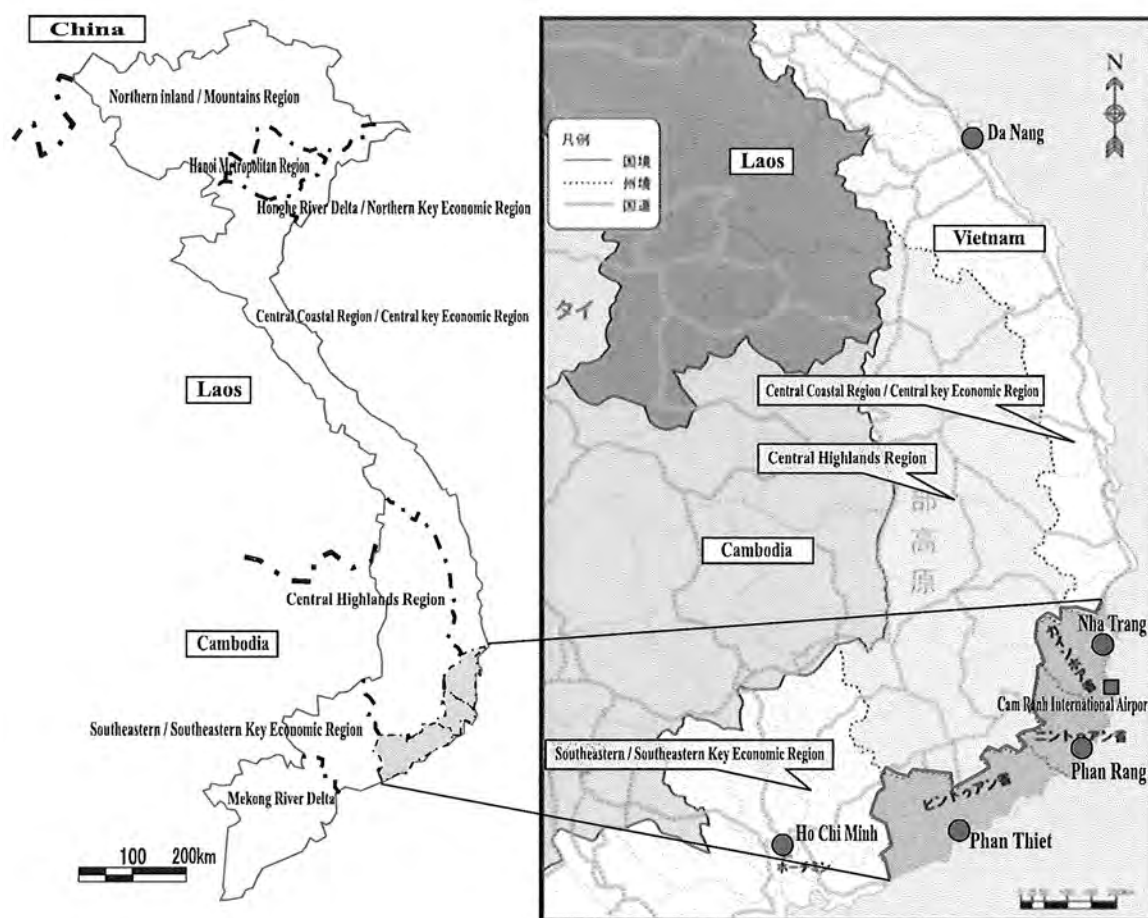 China
Northern inland / Mountains Region
Hanoi Metropolitan Region
Honghe River Delta / Northern Key Economic Region
Central Coastal Region / Central key Economic Region
Laos
Central Highlands Region
Cambodia
Southeastern / Southeastern Key Economic Region
Mekong River Delta
100 200km
N
Da Nang
凡例
国境
州境
国道
Laos
Vietnam
タイ
Central Coastal Region / Central key Economic Region
Central Highlands Region
部高原
Cambodia
Nha Trang
Cam Ranh International Airport
ニントゥアン省
Phan Rang
Southeastern / Southeastern Key Economic Region
ビントゥアン省
Ho Chi Minh
ホーチミン
Phan Thiet